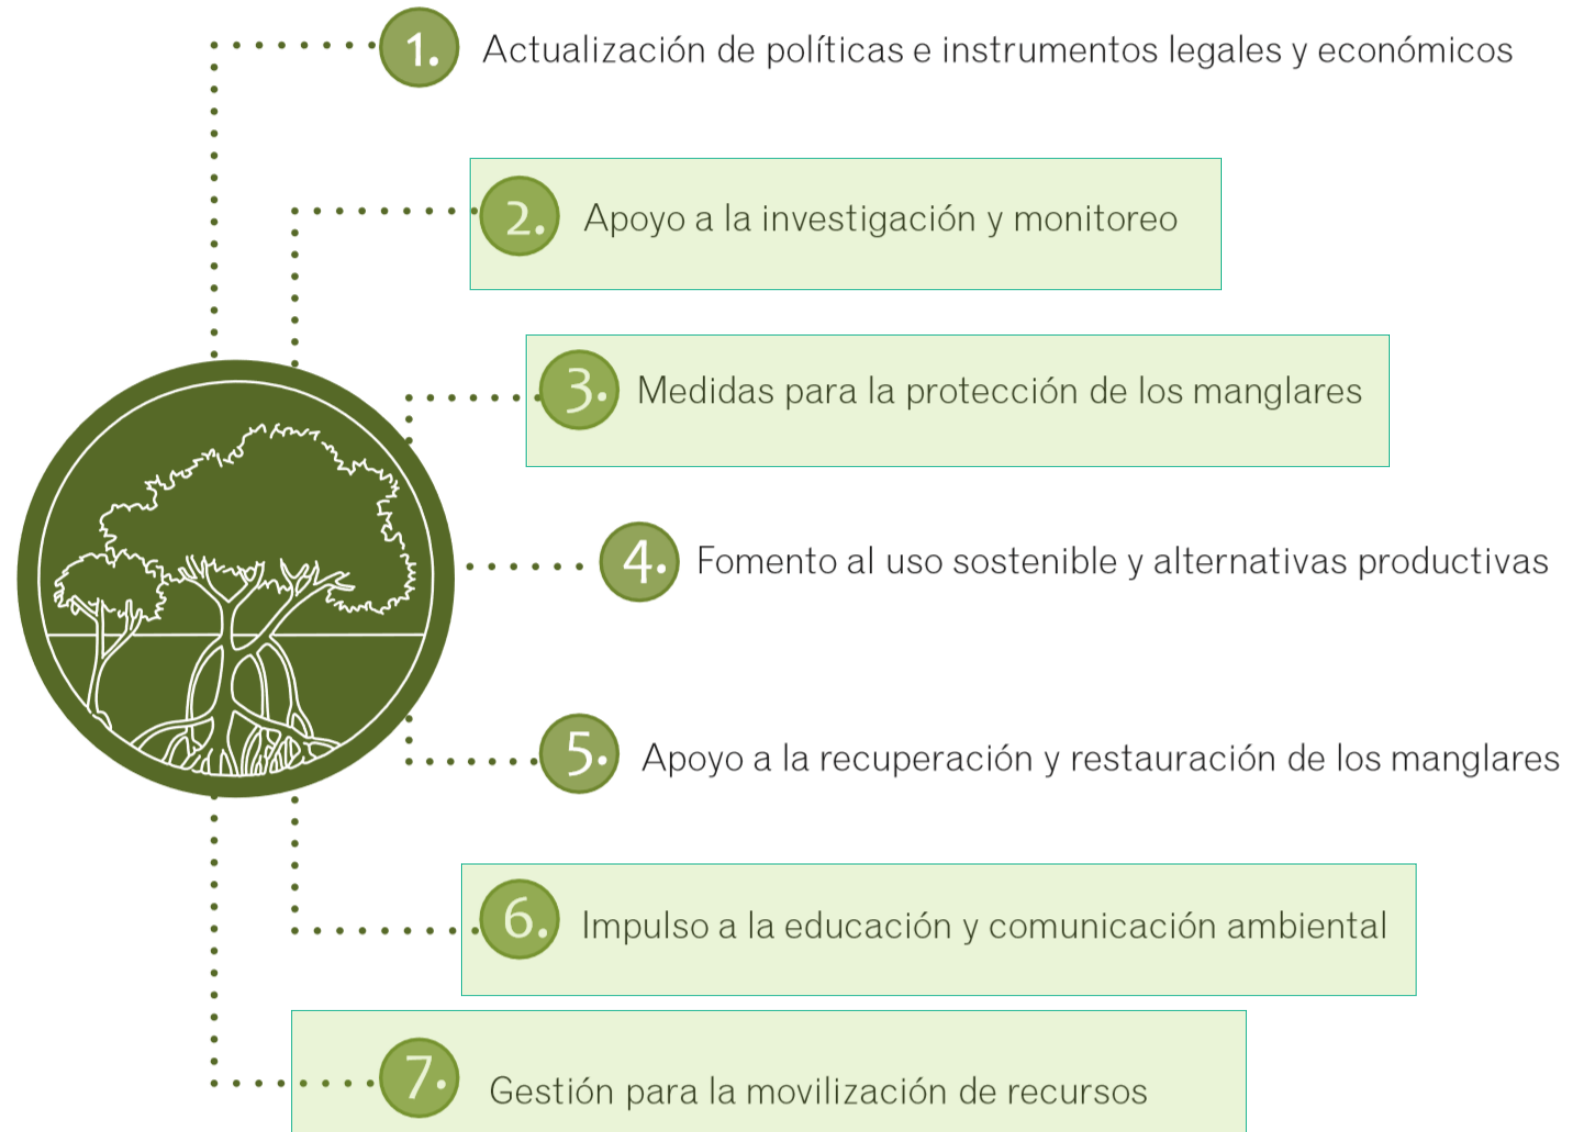 1. Actualización de políticas e instrumentos legales y económicos
2. Apoyo a la investigación y monitoreo
3. Medidas para la protección de los manglares
4. Fomento al uso sostenible y alternativas productivas
5. Apoyo a la recuperación y restauración de los manglares
6. Impulso a la educación y comunicación ambiental
7. Gestión para la movilización de recursos